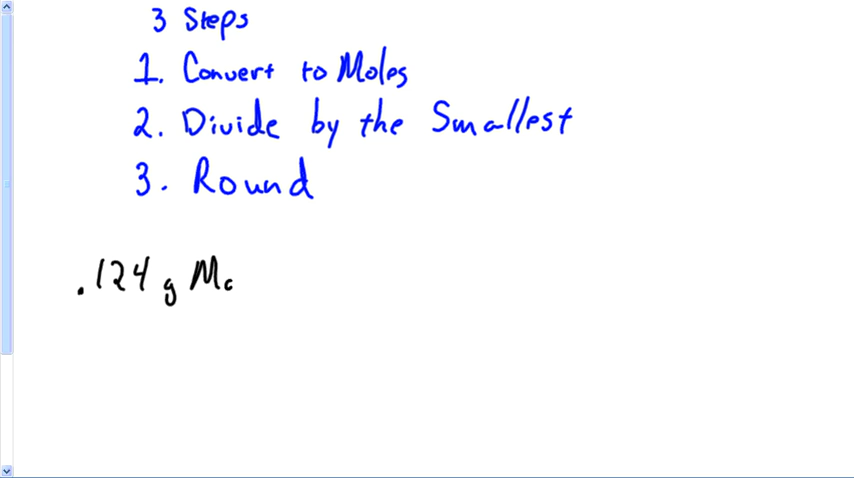 3 Steps
1. Convert to Moles
2. Divide by the Smallest
3. Round
.124 g Mc